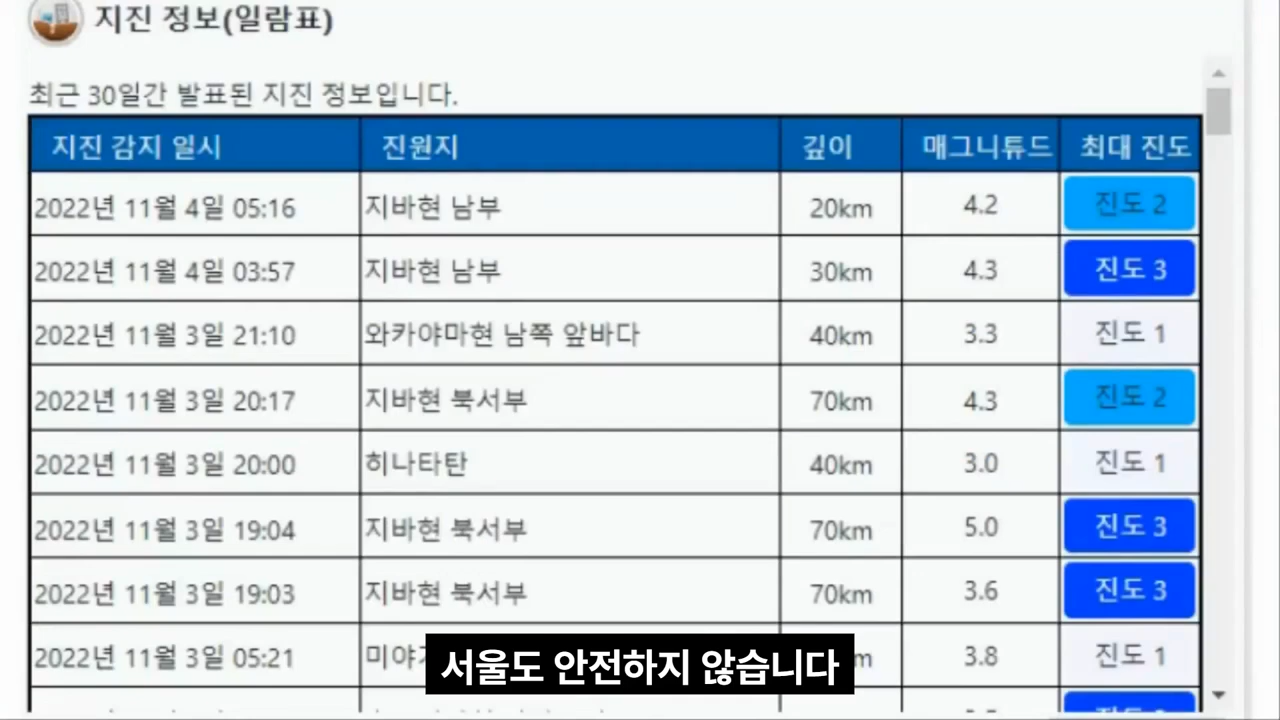 지진 정보(일람표)
최근 30일간 발표된 지진 정보입니다.
지진 감지 일시 진원지 깊이 매그니튜드 최대 진도
2022년 11월 4일 05:16 지바현 남부 20km 4.2 진도 2
2022년 11월 4일 03:57 지바현 남부 30km 4.3 진도 3
2022년 11월 3일 21:10 와카야마현 남쪽 앞바다 40km 3.3 진도 1
2022년 11월 3일 20:17 지바현 북서부 70km 4.3 진도 2
2022년 11월 3일 20:00 히나타탄 40km 3.0 진도 1
2022년 11월 3일 19:04 지바현 북서부 70km 5.0 진도 3
2022년 11월 3일 19:03 지바현 북서부 70km 3.6 진도 3
2022년 11월 3일 05:21 3.8 진도 1
서울도 안전하지 않습니다